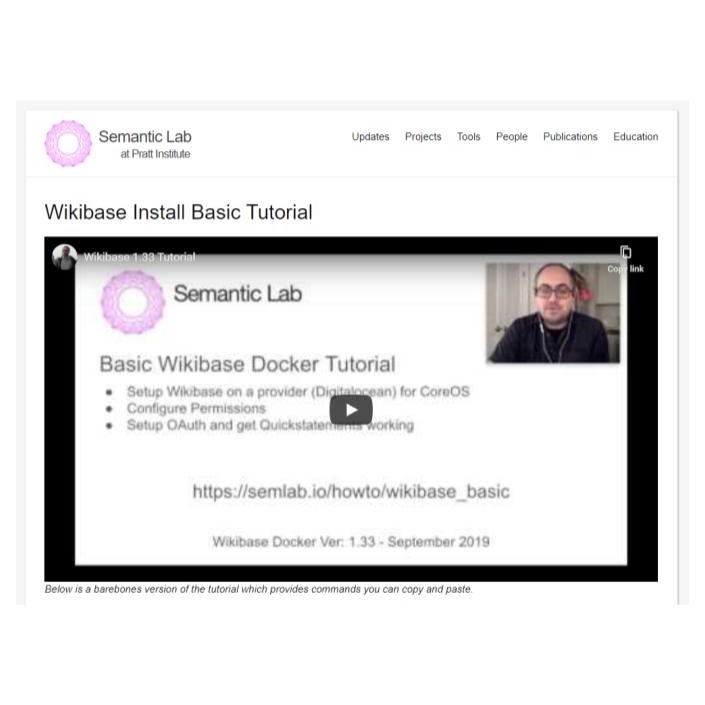 Semantic Lab
at Pratt Institute
Updates Projects Tools People Publications Education
Wikibase Install Basic Tutorial
Wikibase 1.33 Tutorial
Copy link
Semantic Lab
Basic Wikibase Docker Tutorial
• Setup Wikibase on a provider (Digitalocean) for CoreOS
• Configure Permissions
• Setup OAuth and get Quickstatements working
https://semlab.io/howto/wikibase_basic
Wikibase Docker Ver: 1.33 - September 2019
Below is a barebones version of the tutorial which provides commands you can copy and paste.